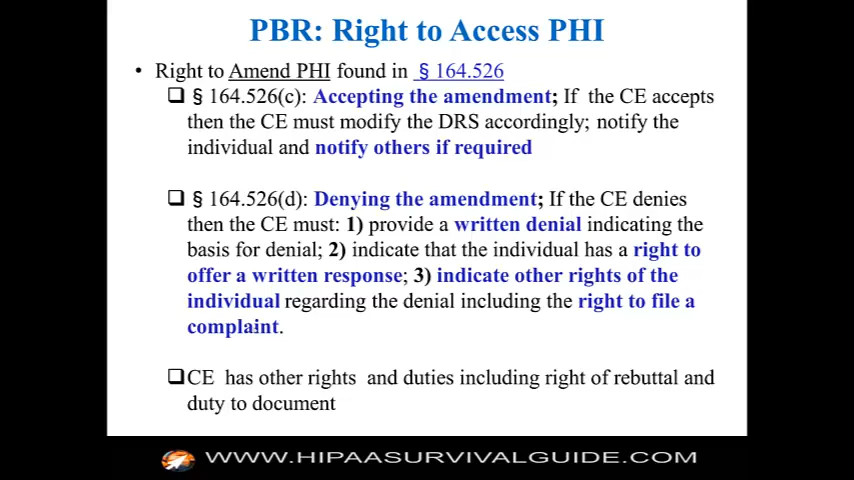 PBR: Right to Access PHI
• Right to Amend PHI found in § 164.526
❑ § 164.526(c): Accepting the amendment; If the CE accepts
then the CE must modify the DRS accordingly; notify the
individual and notify others if required
❑ § 164.526(d): Denying the amendment; If the CE denies
then the CE must: 1) provide a written denial indicating the
basis for denial; 2) indicate that the individual has a right to
offer a written response; 3) indicate other rights of the
individual regarding the denial including the right to file a
complaint.
❑CE has other rights and duties including right of rebuttal and
duty to document
WWW.HIPAASURVIVALGUIDE.COM